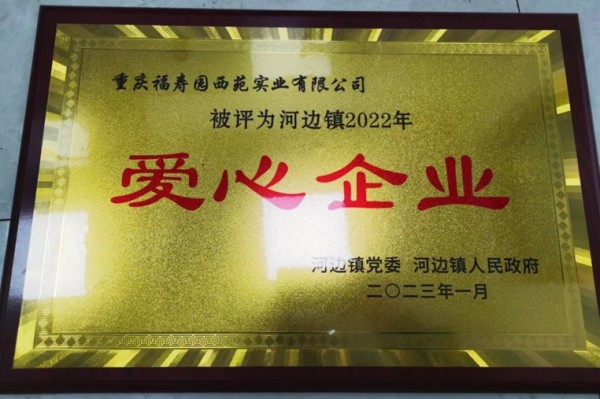 重庆福寿园西苑实业有限公司
被评为河边镇2022年
爱心企业
河边镇党委 河边镇人民政府
二〇二三年一月